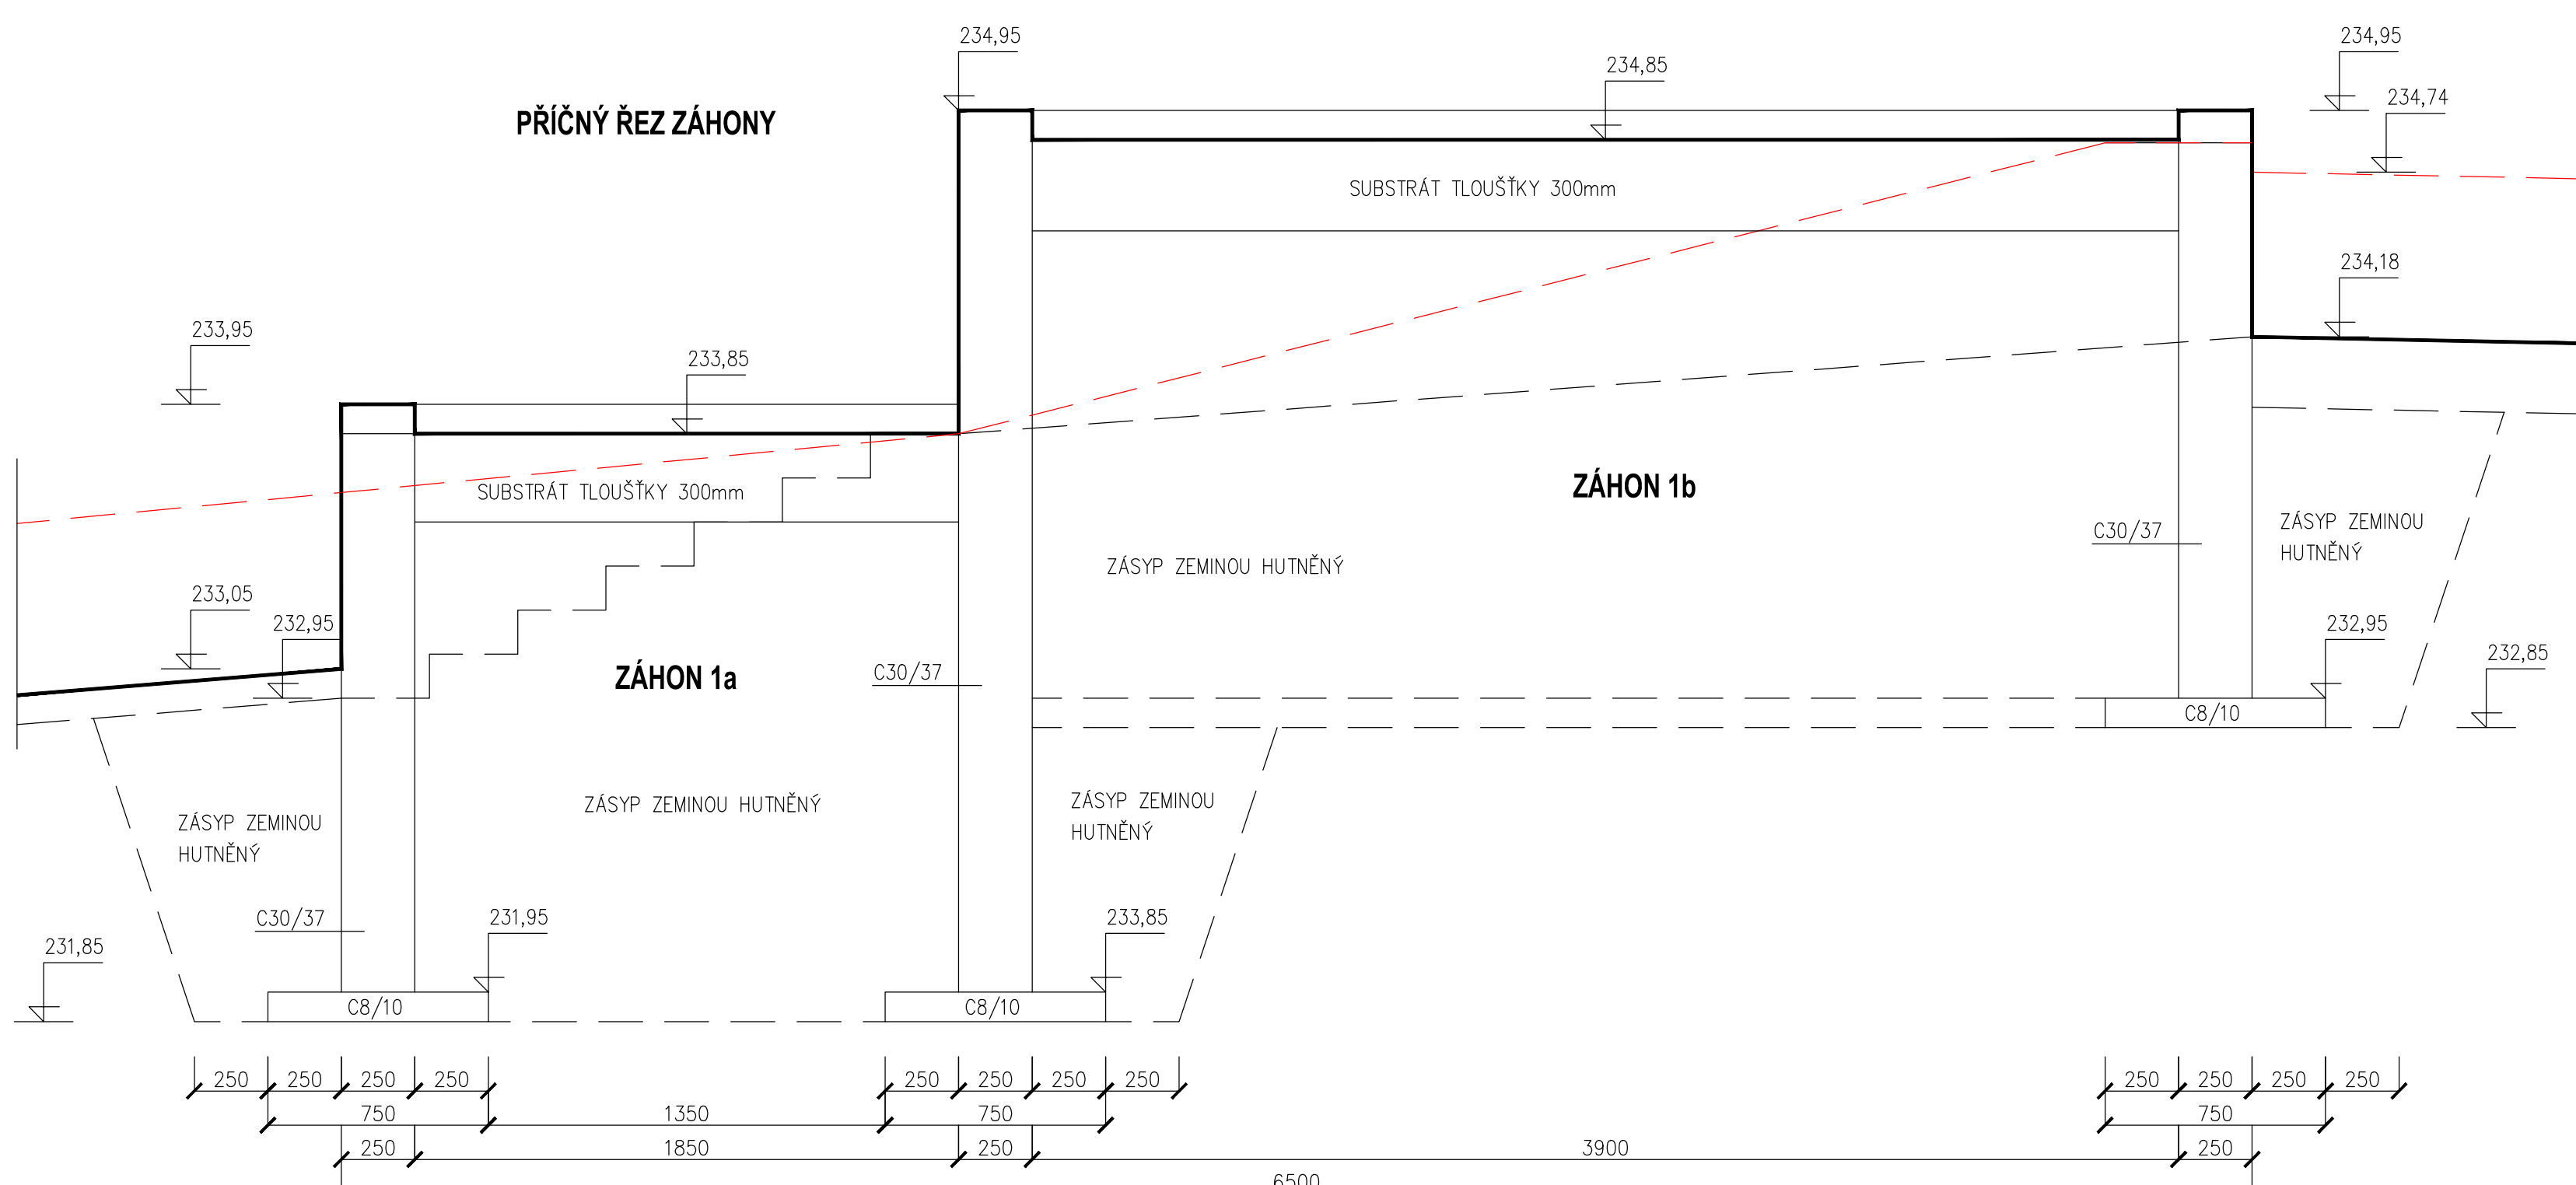 234,95
234,95
234,85
234,74
PŘÍČNÝ ŘEZ ZÁHONY
SUBSTRÁT TLOUŠŤKY 300mm
234,18
233,95
233,85
SUBSTRÁT TLOUŠŤKY 300mm
ZÁHON 1b
C30/37
ZÁSYP ZEMINOU
HUTNĚNÝ
ZÁSYP ZEMINOU HUTNĚNÝ
233,05
232,95
232,95
232,85
ZÁHON 1a
C30/37
C8/10
ZÁSYP ZEMINOU HUTNĚNÝ
ZÁSYP ZEMINOU
HUTNĚNÝ
ZÁSYP ZEMINOU
HUTNĚNÝ
C30/37
231,95
233,85
231,85
C8/10
C8/10
250 250 250 250 250 250 250 250 250 250 250 250
750 1350 750 750
250 1850 250 3900 250
6500